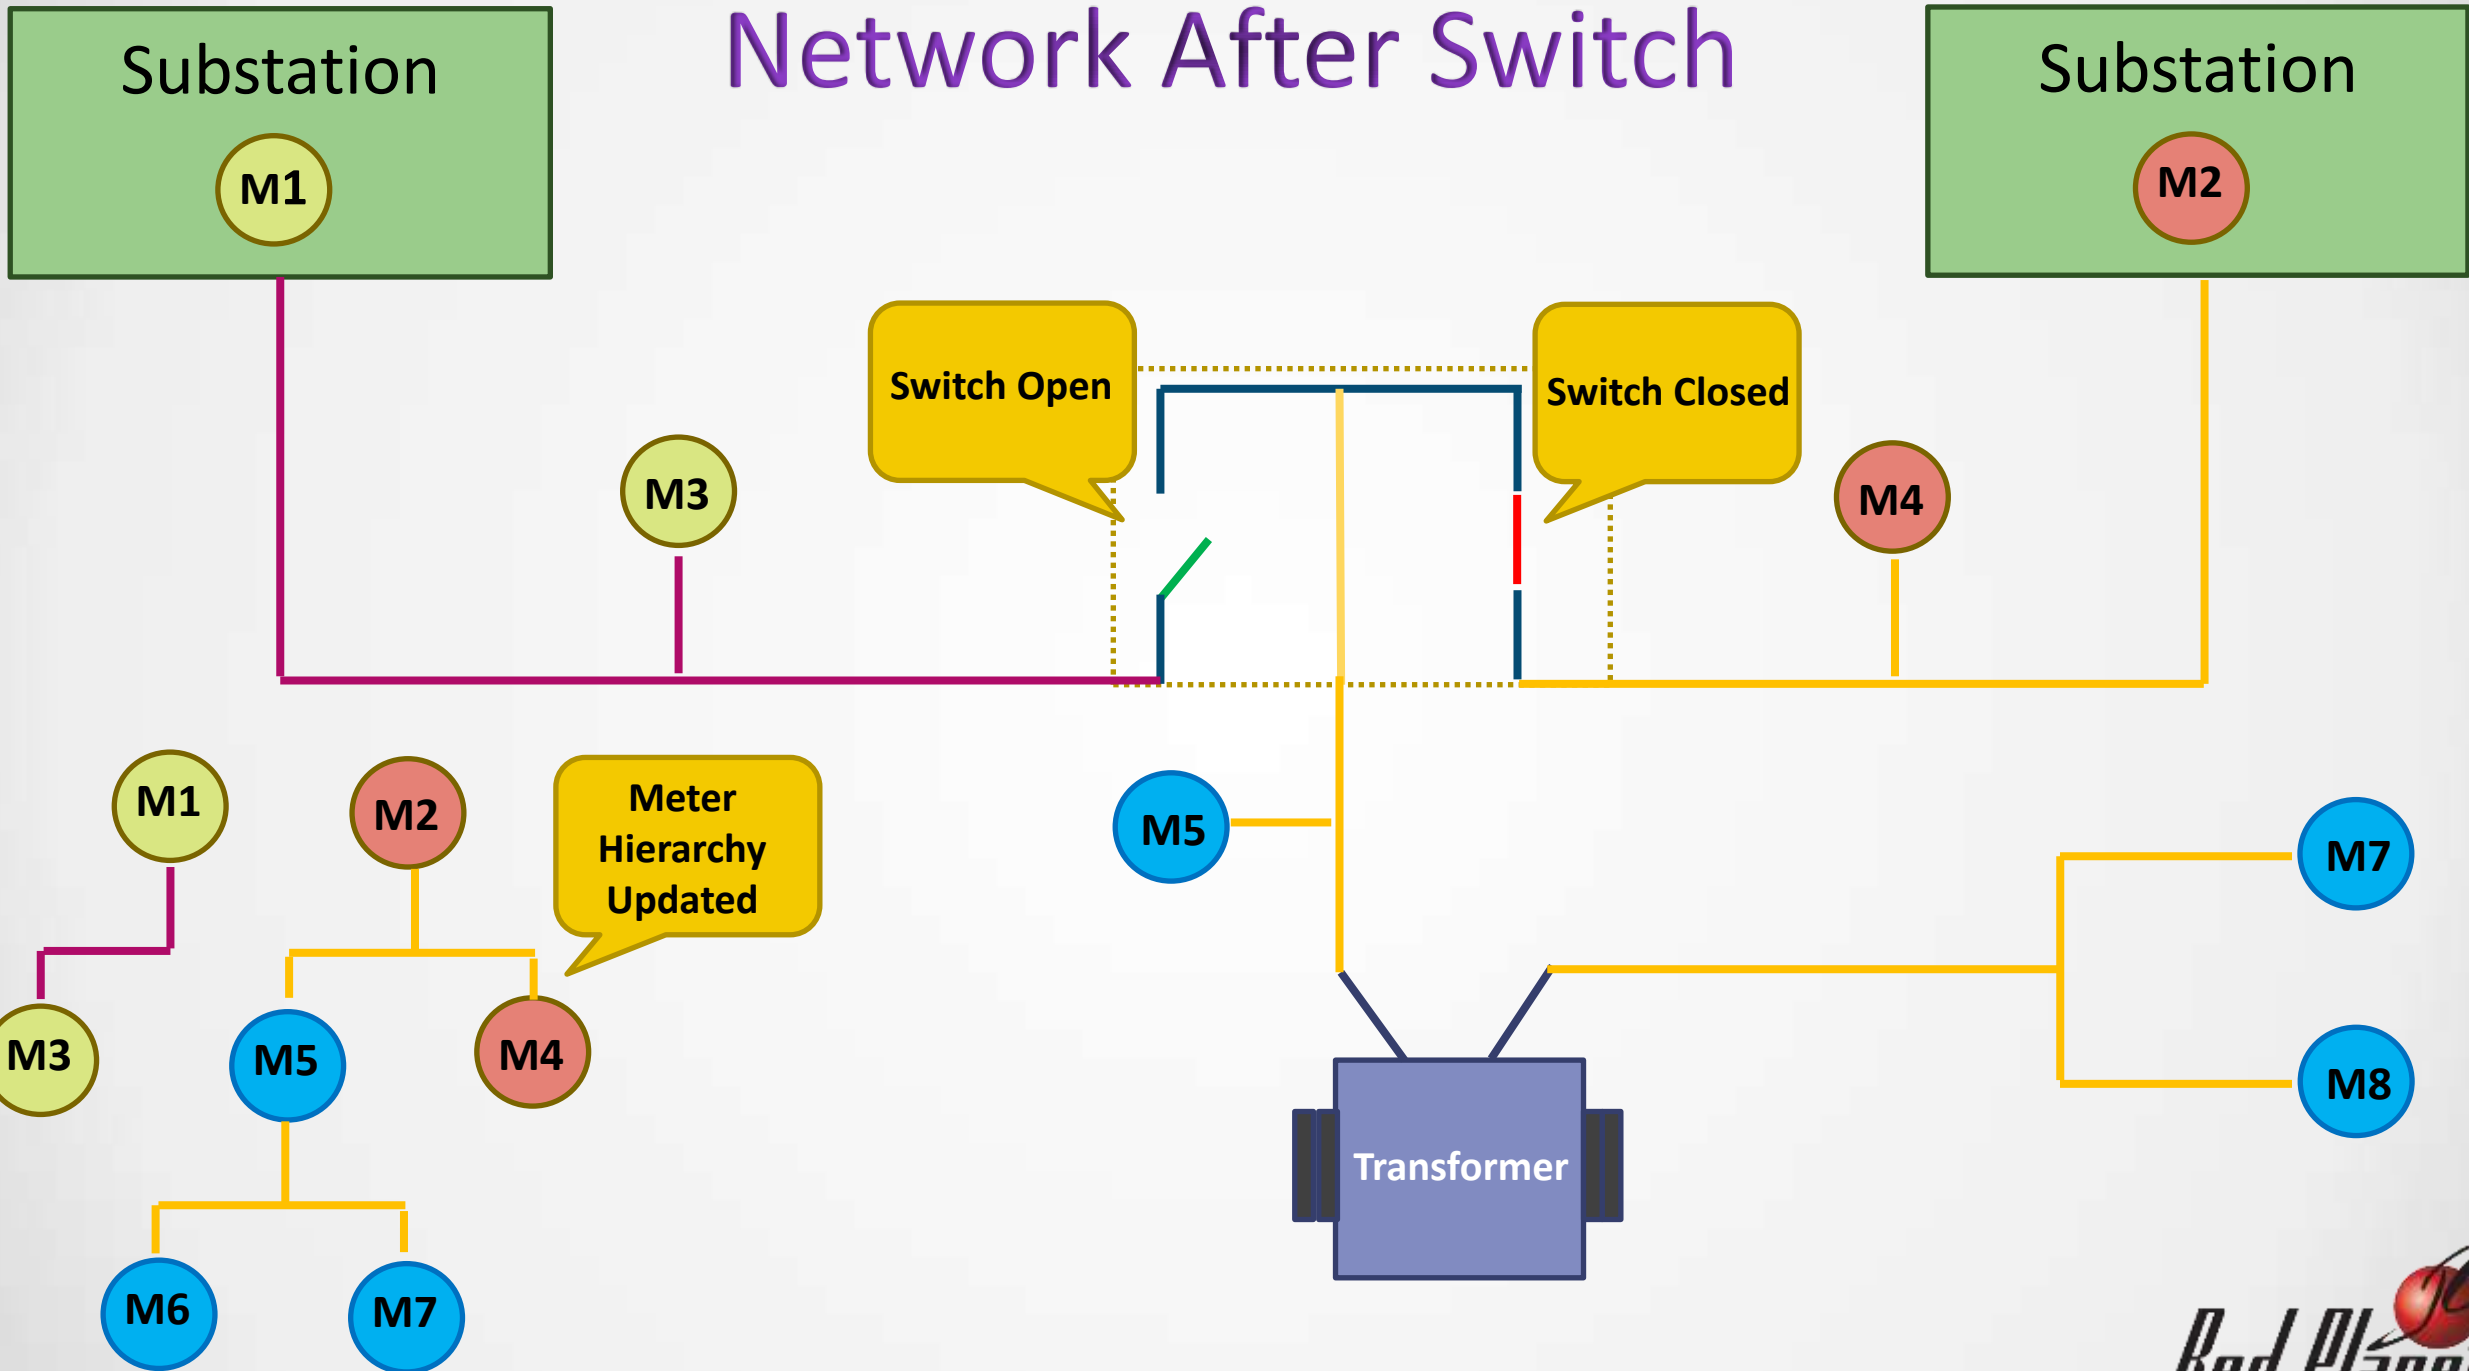 Network After Switch
Substation
M1
Substation
M2
Switch Open
Switch Closed
M3
M4
M1
M2
Meter
Hierarchy
Updated
M5
M7
M3
M5
M4
M8
Transformer
M6
M7